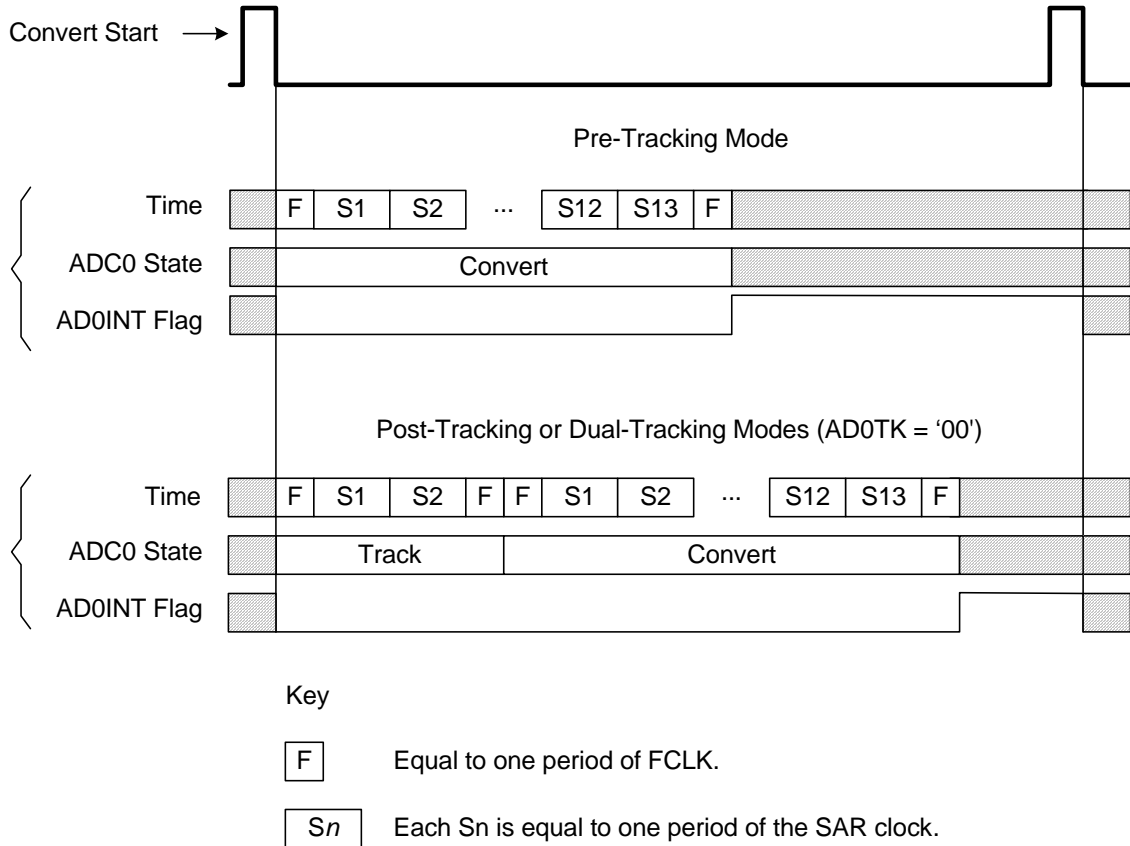 Convert Start
Pre-Tracking Mode
Time F S1 S2 ... S12 S13 F
ADC0 State Convert
AD0INT Flag
Post-Tracking or Dual-Tracking Modes (AD0TK = ‘00')
Time F S1 S2 F F S1 S2 ... S12 S13 F
ADC0 State Track Convert
AD0INT Flag
Key
F Equal to one period of FCLK.
Sn Each Sn is equal to one period of the SAR clock.